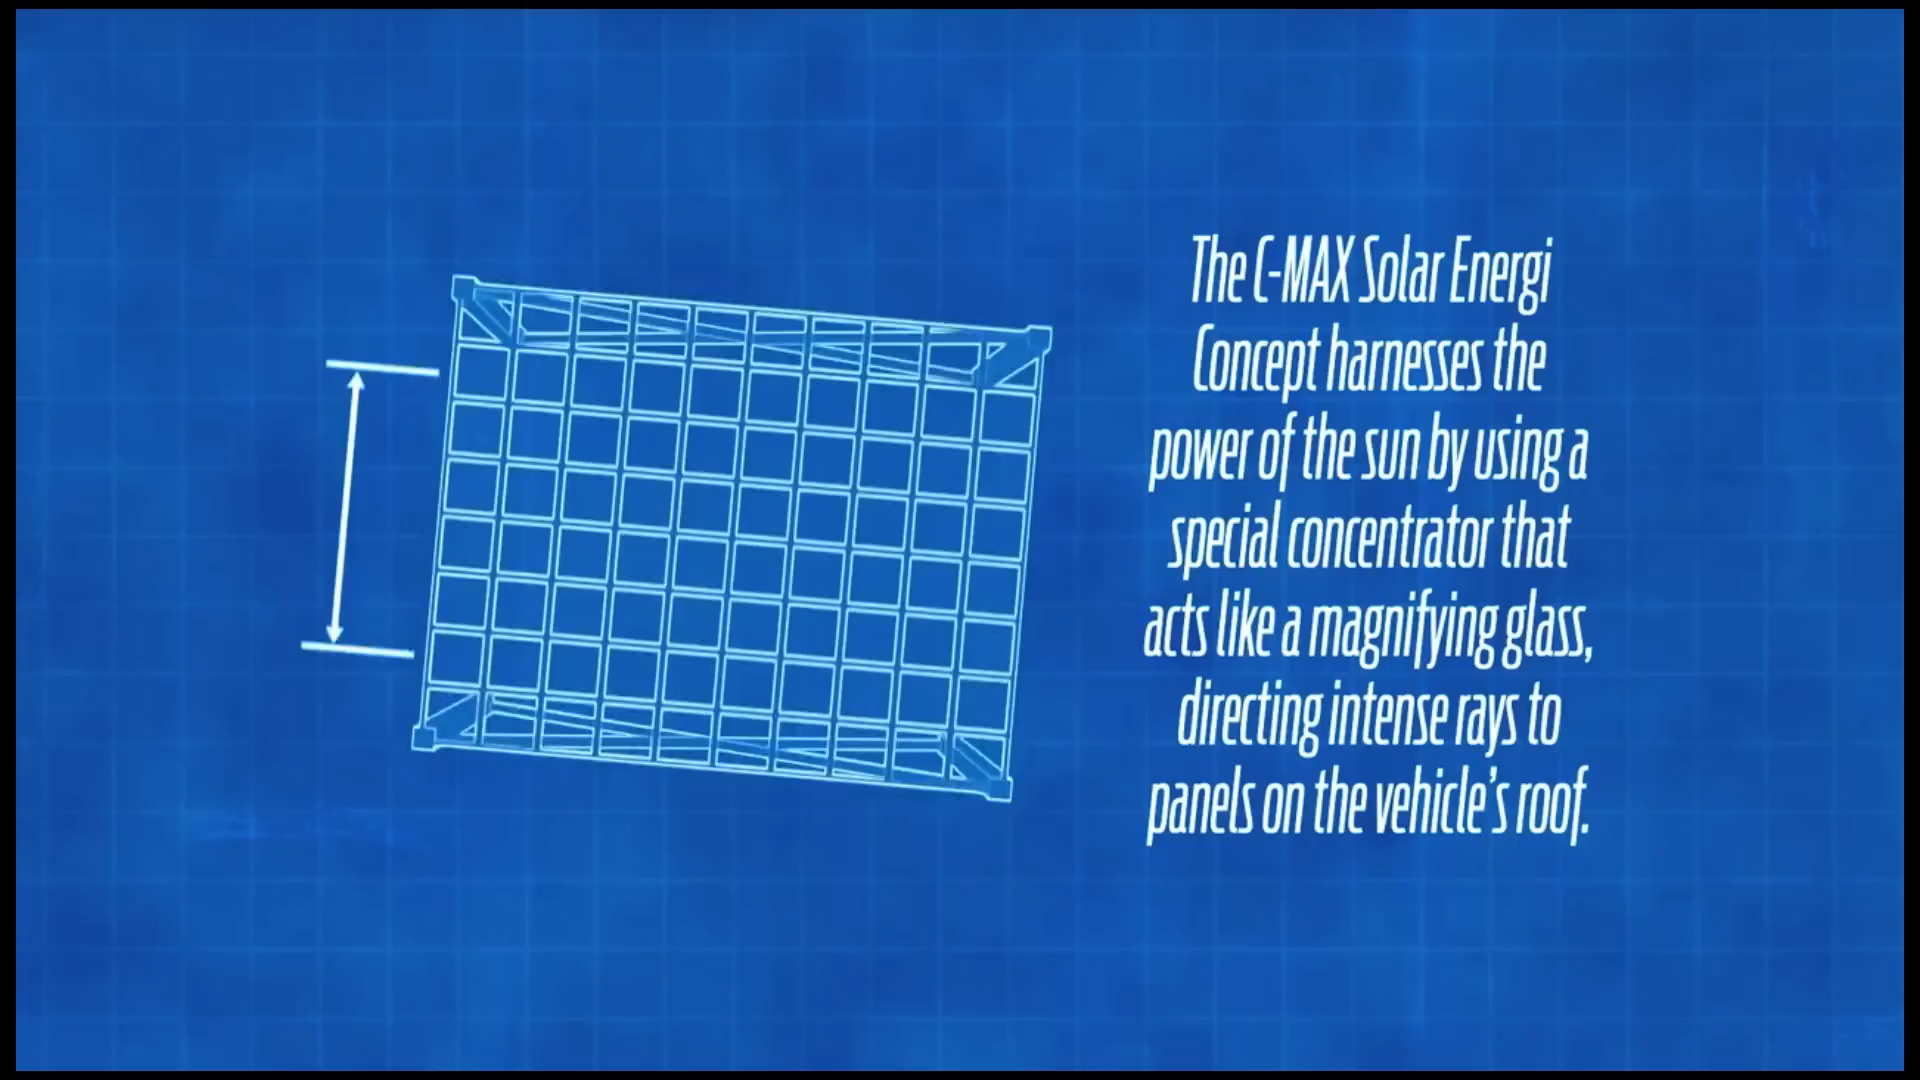 The C-MAX Solar Energi
Concept harnesses the
power of the sun by using a
special concentrator that
acts like a magnifying glass,
directing intense rays to
panels on the vehicle's roof.